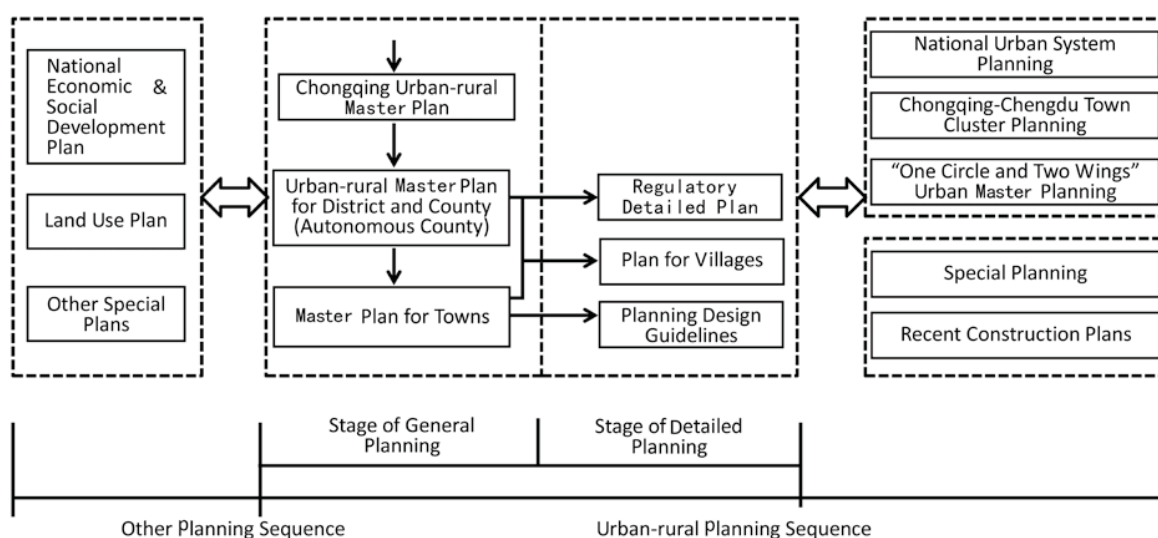 National
Economic &
Social
Development
Plan
Land Use Plan
Other Special
Plans
Chongqing Urban-rural
Master Plan
Urban-rural Master Plan
for District and County
(Autonomous County)
Master Plan for Towns
Regulatory
Detailed Plan
Plan for Villages
Planning Design
Guidelines
National Urban System
Planning
Chongqing-Chengdu Town
Cluster Planning
“One Circle and Two Wings”
Urban Master Planning
Special Planning
Recent Construction Plans
Stage of General
Planning
Stage of Detailed
Planning
Other Planning Sequence
Urban-rural Planning Sequence